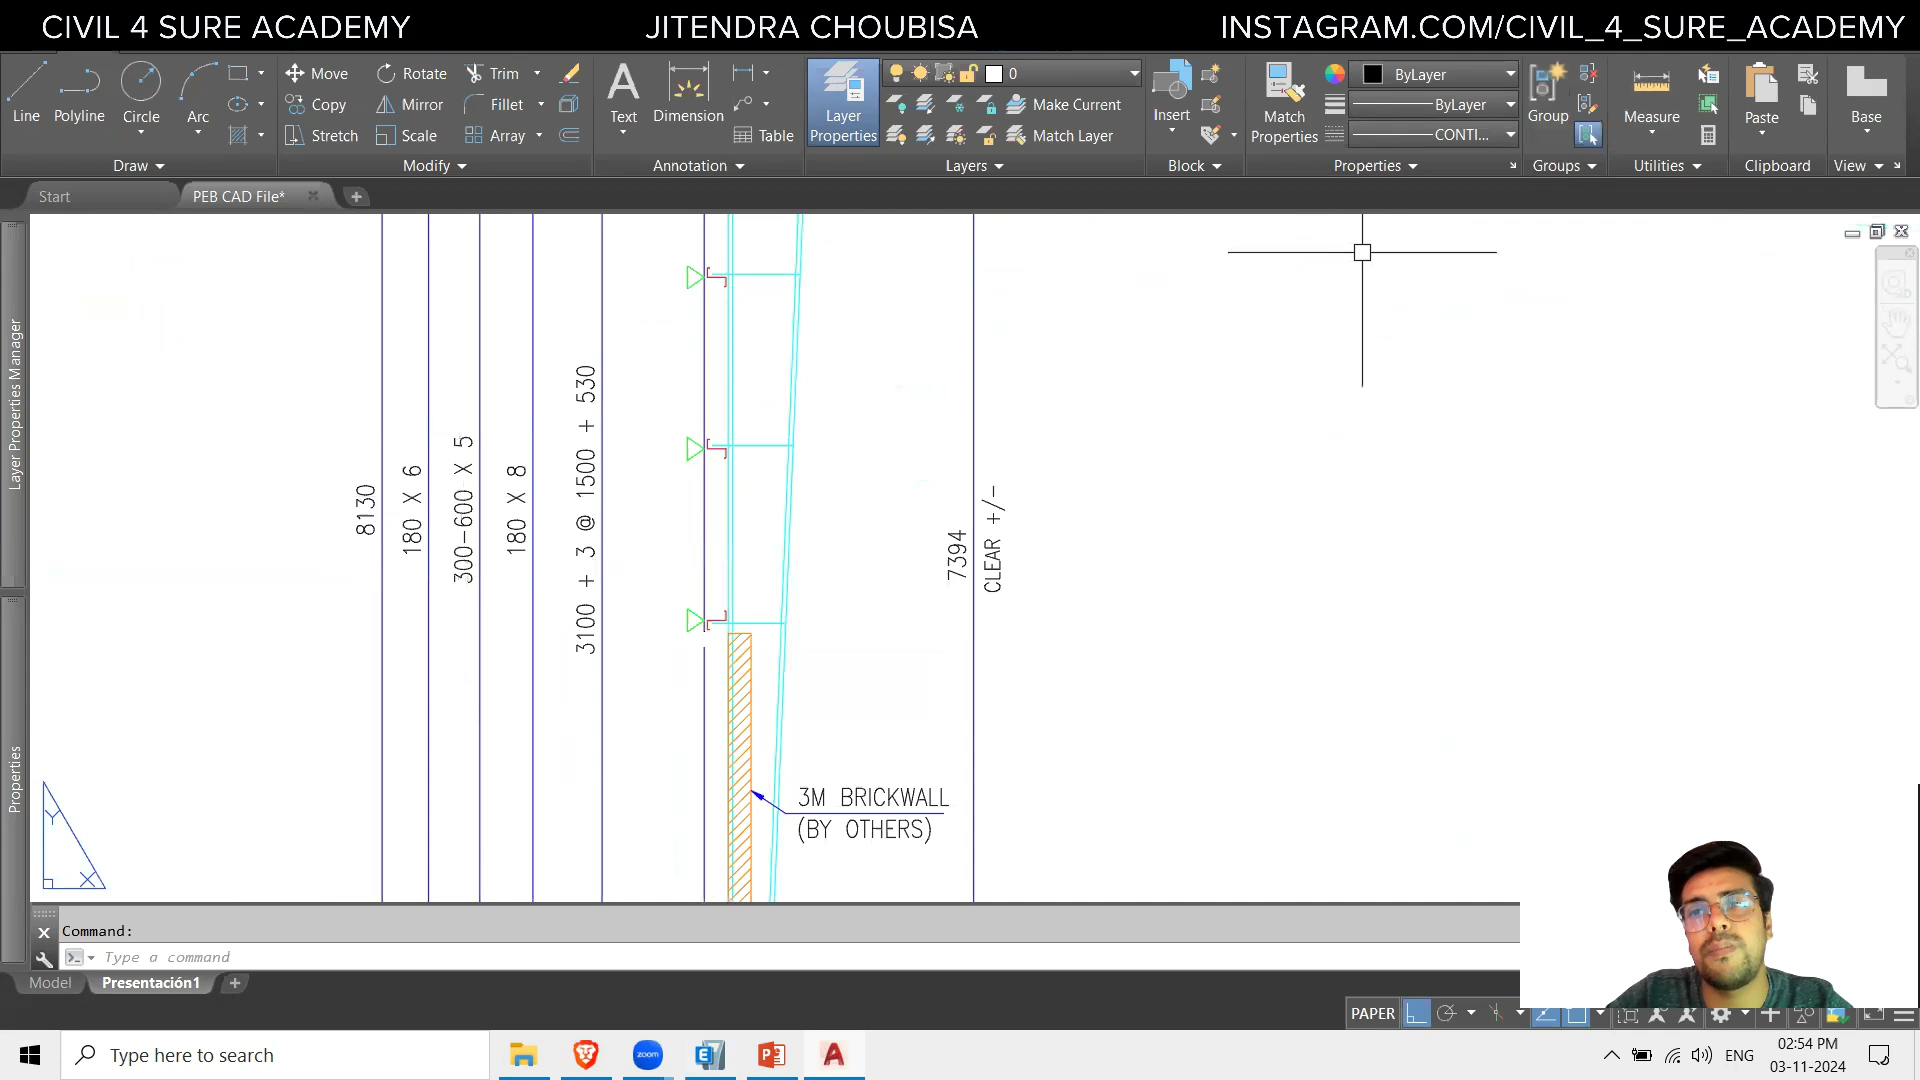 CIVIL 4 SURE ACADEMY JITENDRA CHOUBISA INSTAGRAM.COM/CIVIL_4_SURE_ACADEMY
Line Polyline Circle Arc
Move Rotate Trim
Copy Mirror Fillet
Stretch Scale Array
Text Dimension Table
Layer Properties
0
Make Current
Match Layer
Insert
Match Properties
ByLayer
ByLayer
CONTI...
Group Measure Paste Base
Draw Modify Annotation Layers Block Properties Groups Utilities Clipboard View
Start PEB CAD File*
Layer Properties Manager
Properties
8130
180 X 6
300-600 X 5
180 X 8
3100 + 3 @ 1500 + 530
7394
CLEAR +/-
3M BRICKWALL
(BY OTHERS)
Y
X
Command:
Type a command
Model Presentación1
PAPER
Type here to search
zoom
ENG
02:54 PM
03-11-2024